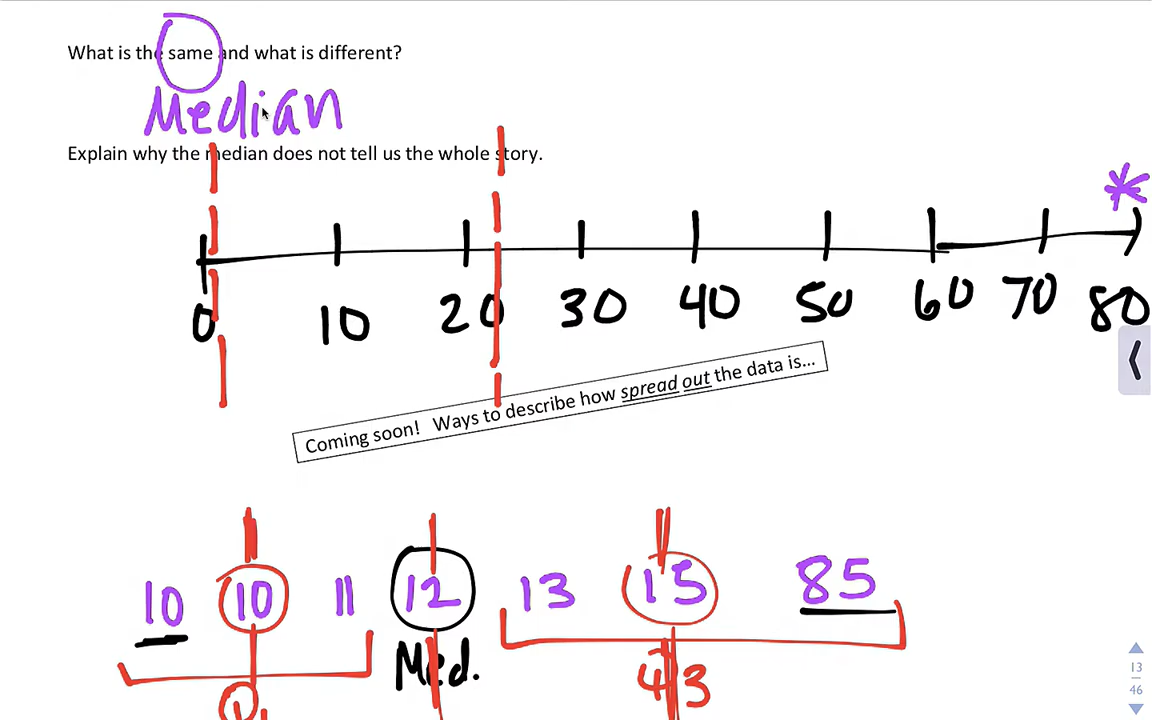 What is the same and what is different?
Median
Explain why the median does not tell us the whole story.
*
0 10 20 30 40 50 60 70 80
Coming soon! Ways to describe how spread out the data is...
10 10 11 12 13 15 85
Med.
13
46